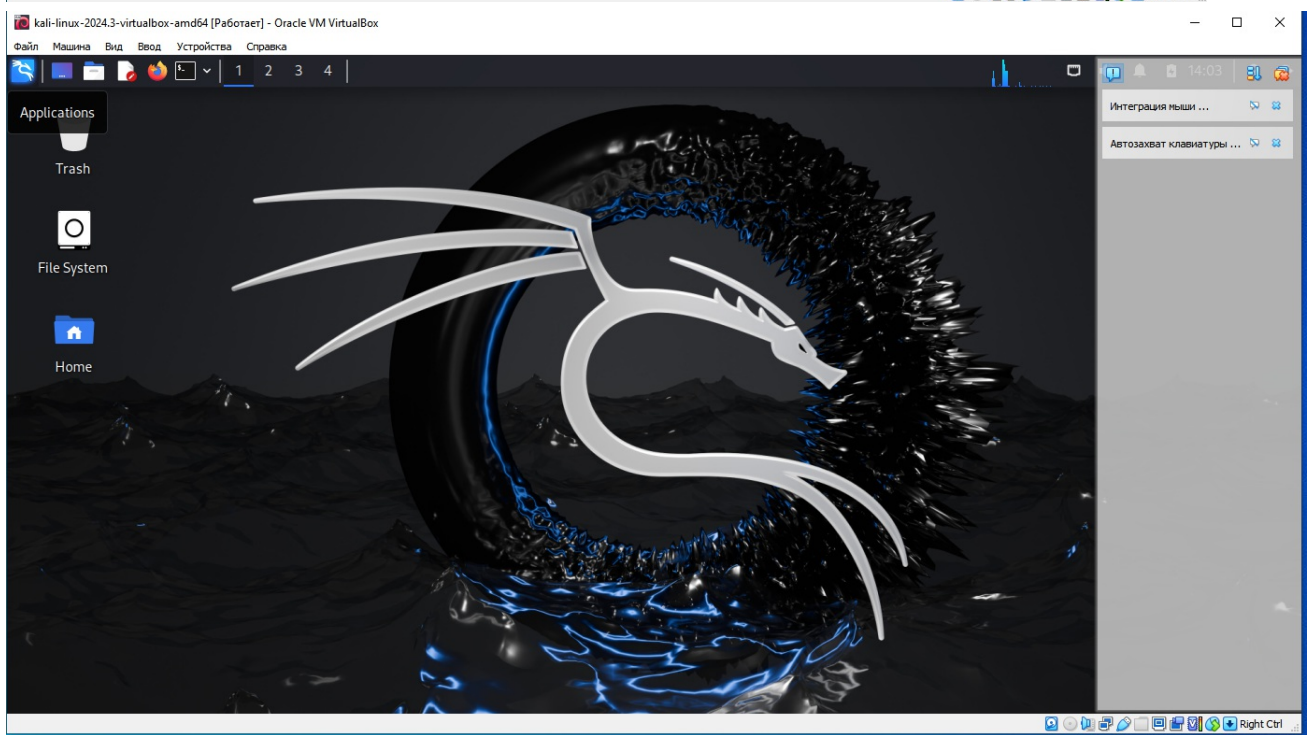 kali-linux-2024.3-virtualbox-amd64 [Работает] - Oracle VM VirtualBox
Файл Машина Вид Ввод Устройства Справка
1 2 3 4 14:03
Applications
Интеграция мыши ...
Автозахват клавиатуры ...
Trash
File System
Home
Right Ctrl